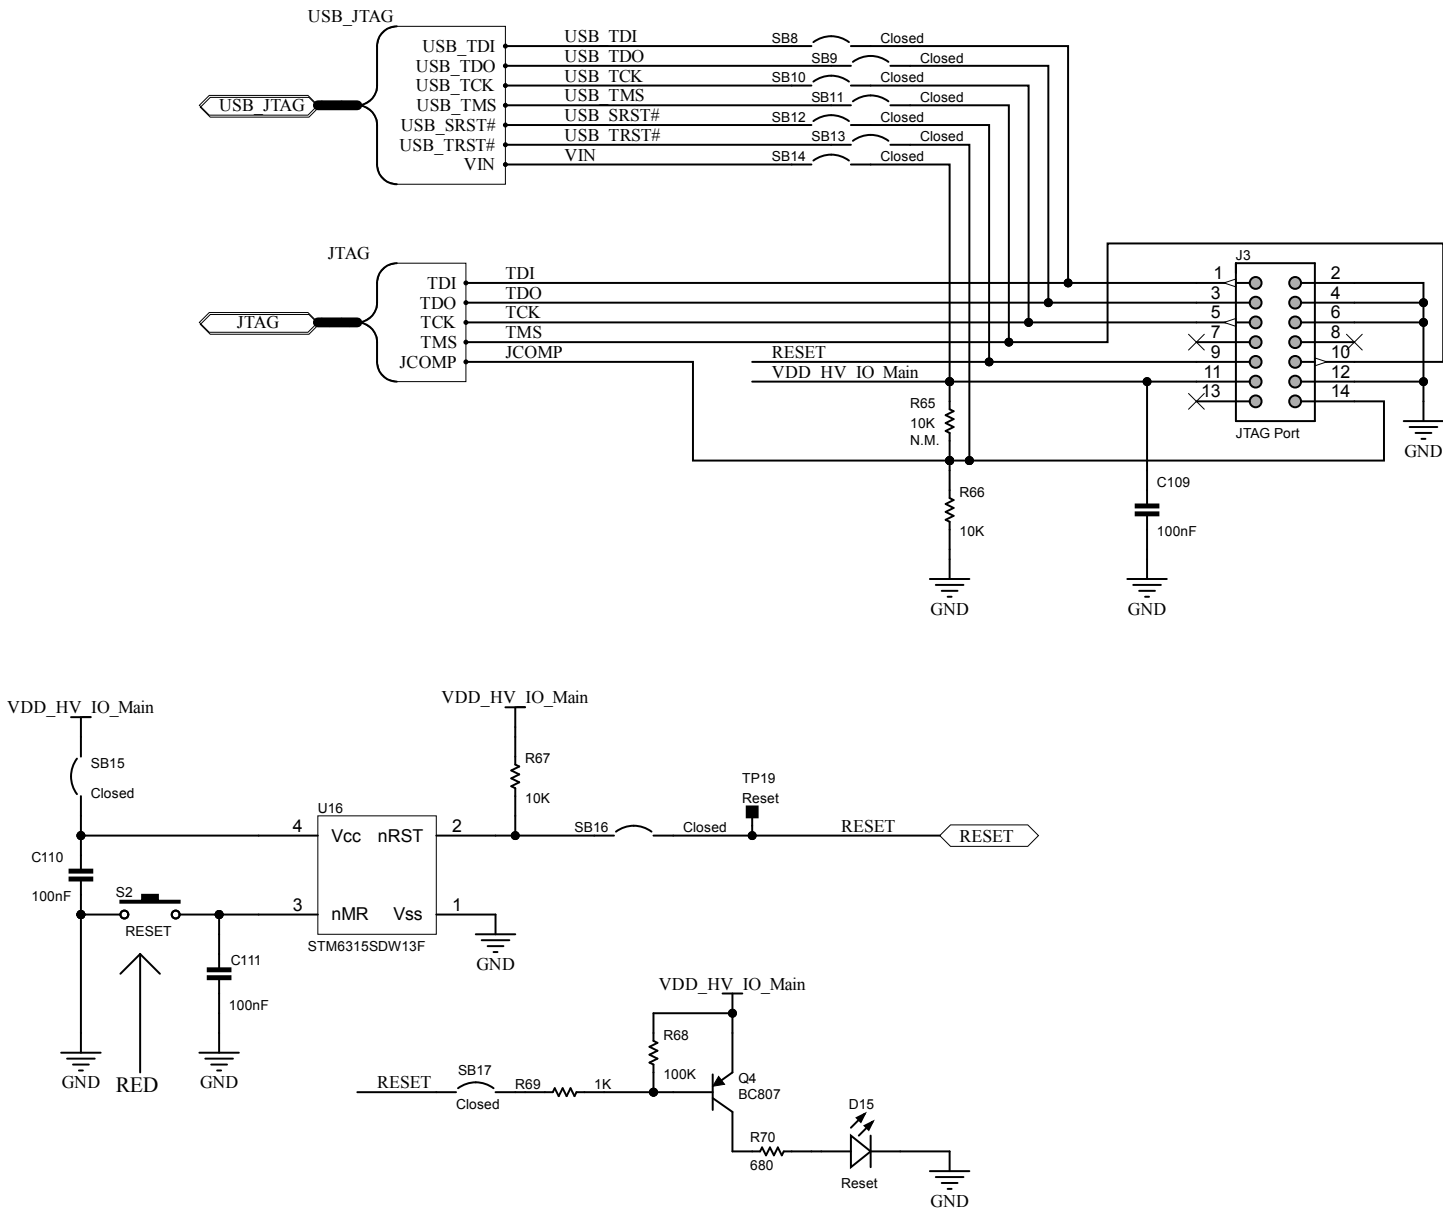 USB_JTAG
USB_TDI USB_TDI SB8 Closed
USB_TDO USB_TDO SB9 Closed
USB_TCK USB_TCK SB10 Closed
USB_JTAG USB_TMS USB_TMS SB11 Closed
USB_SRST# USB_SRST# SB12 Closed
USB_TRST# USB_TRST# SB13 Closed
VIN VIN SB14 Closed
JTAG J3
TDI TDI 1 2
TDO TDO 3 4
JTAG TCK TCK 5 6
TMS TMS 7 8
JCOMP JCOMP RESET 9 10
VDD_HV_IO_Main 11 12
R65 13 14
10K
N.M.
JTAG Port
GND
R66
10K
C109
100nF
GND GND
VDD_HV_IO_Main
VDD_HV_IO_Main
SB15
Closed
R67
10K
TP19
Reset
U16
4 Vcc nRST 2 SB16 Closed RESET RESET
C110
100nF
S2
RESET
3 nMR Vss 1
STM6315SDW13F
GND
C111
100nF
GND RED GND
VDD_HV_IO_Main
R68
100K
RESET SB17 R69 1K
Closed
Q4
BC807
D15
R70
680
Reset
GND